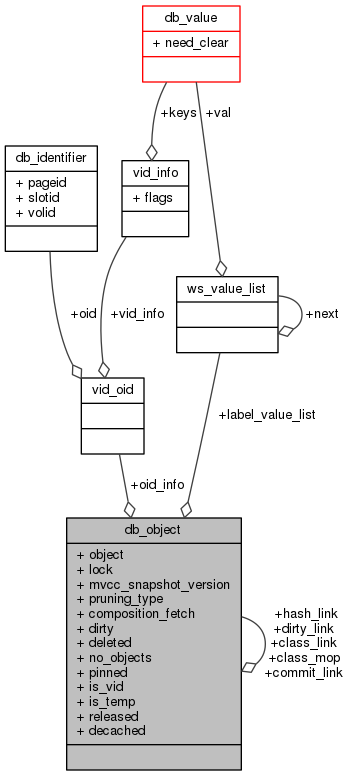 db_value
+ need_clear
+keys
+val
db_identifier
+ pageid
+ slotid
+ volid
vid_info
+ flags
ws_value_list
+oid
+vid_info
+next
vid_oid
+label_value_list
+oid_info
db_object
+ object
+ lock
+ mvcc_snapshot_version
+ pruning_type
+ composition_fetch
+ dirty
+ deleted
+ no_objects
+ pinned
+ is_vid
+ is_temp
+ released
+ decached
+hash_link
+dirty_link
+class_link
+class_mop
+commit_link